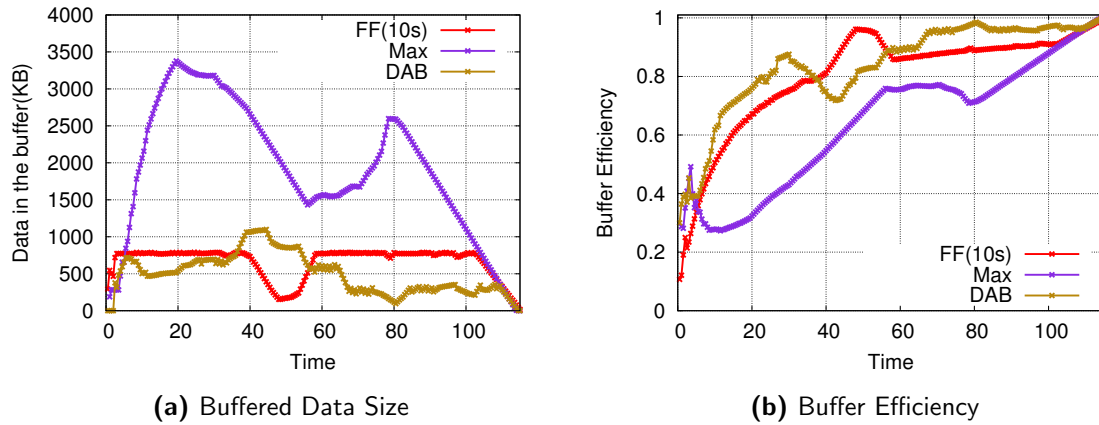 4000
3500
3000
2500
2000
1500
1000
500
0
0 20 40 60 80 100
Data in the buffer(KB)
Time
FF(10s)
Max
DAB
(a) Buffered Data Size
1
0.8
0.6
0.4
0.2
0
0 20 40 60 80 100
Buffer Efficiency
Time
FF(10s)
Max
DAB
(b) Buffer Efficiency